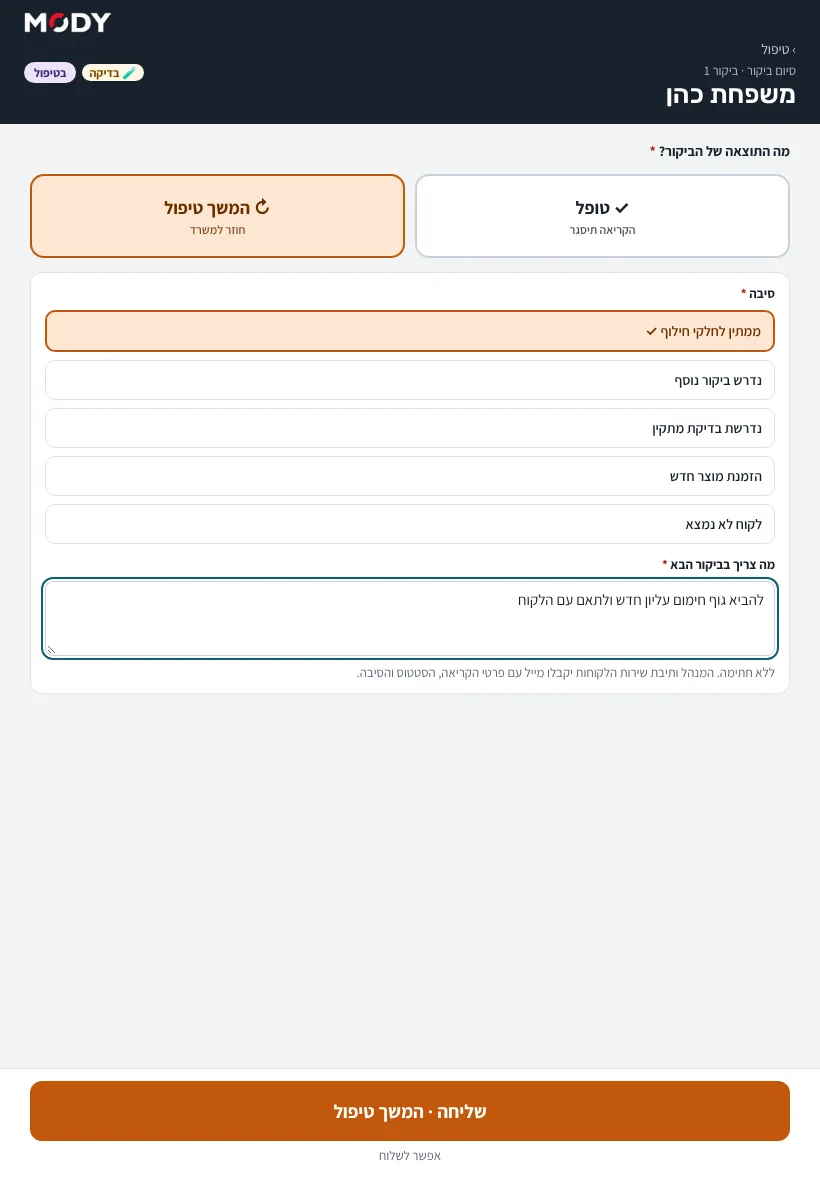 MODY
‹ טיפול
סיום ביקור · ביקור 1
משפחת כהן
בדיקה
בטיפול
מה התוצאה של הביקור? *
✓ טופל
הקריאה תיסגר
↻ המשך טיפול
חוזר למשרד
סיבה *
ממתין לחלקי חילוף ✓
נדרש ביקור נוסף
נדרשת בדיקת מתקין
הזמנת מוצר חדש
לקוח לא נמצא
מה צריך בביקור הבא *
להביא גוף חימום עליון חדש ולתאם עם הלקוח
ללא חתימה. המנהל ותיבת שירות הלקוחות יקבלו מייל עם פרטי הקריאה, הסטטוס והסיבה.
שליחה · המשך טיפול
אפשר לשלוח